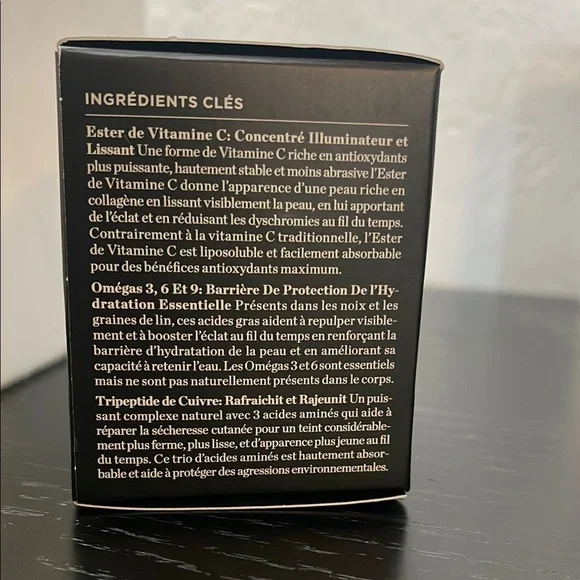 INGRÉDIENTS CLÉS
Ester de Vitamine C: Concentré Illuminateur et
Lissant Une forme de Vitamine C riche en antioxydants
plus puissante, hautement stable et moins abrasive l'Ester
de Vitamine C donne l'apparence d'une peau riche en
collagène en lissant visiblement la peau, en lui apportant
de l'éclat et en réduisant les dyschromies au fil du temps.
Contrairement à la vitamine C traditionnelle, l'Ester
de Vitamine C est liposoluble et facilement absorbable
pour des bénéfices antioxydants maximum.
Omégas 3, 6 Et 9: Barrière De Protection De l'Hy-
dratation Essentielle Présents dans les noix et les
graines de lin, ces acides gras aident à repulper visible-
ment et à booster l'éclat au fil du temps en renforçant la
barrière d'hydratation de la peau et en améliorant sa
capacité à retenir l'eau. Les Omégas 3 et 6 sont essentiels
mais ne sont pas naturellement présents dans le corps.
Tripeptide de Cuivre: Rafraichit et Rajeunit Un puis-
sant complexe naturel avec 3 acides aminés qui aide à
réparer la sécheresse cutanée pour un teint considérable-
ment plus ferme, plus lisse, et d'apparence plus jeune au fil
du temps. Ce trio d'acides aminés est hautement absor-
bable et aide à protéger des agressions environnementales.